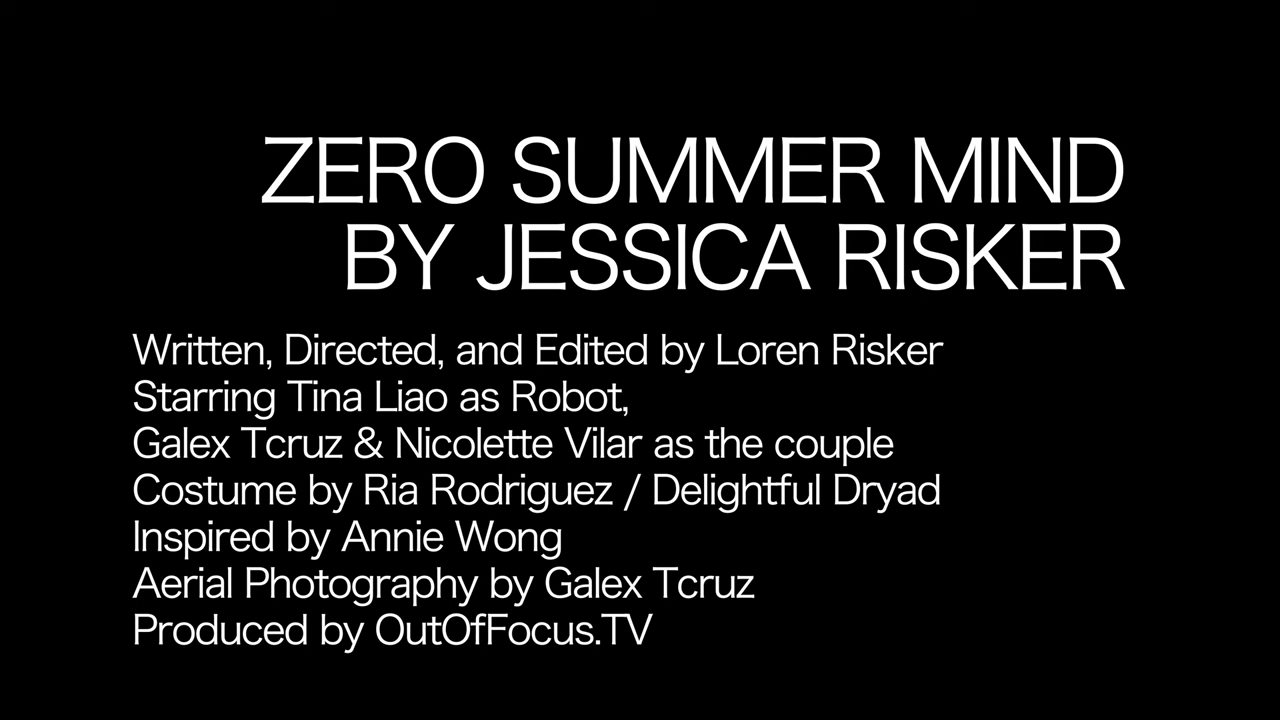 ZERO SUMMER MIND
BY JESSICA RISKER
Written, Directed, and Edited by Loren Risker
Starring Tina Liao as Robot,
Galex Tcruz & Nicolette Vilar as the couple
Costume by Ria Rodriguez / Delightful Dryad
Inspired by Annie Wong
Aerial Photography by Galex Tcruz
Produced by OutOfFocus.TV